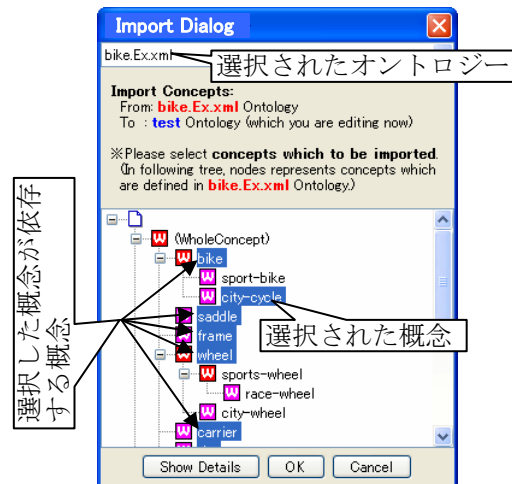 Import Dialog
bike.Ex.xml
選択されたオントロジー
Import Concepts:
From: bike.Ex.xml Ontology
To : test Ontology (which you are editing now)
※Please select concepts which to be imported.
(In following tree, nodes represents concepts which
are defined in bike.Ex.xml Ontology.)
選択した概念が依存
する概念
(WholeConcept)
bike
sport-bike
city-cycle
saddle
frame
選択された概念
wheel
sports-wheel
race-wheel
city-wheel
carrier
Show Details
OK
Cancel